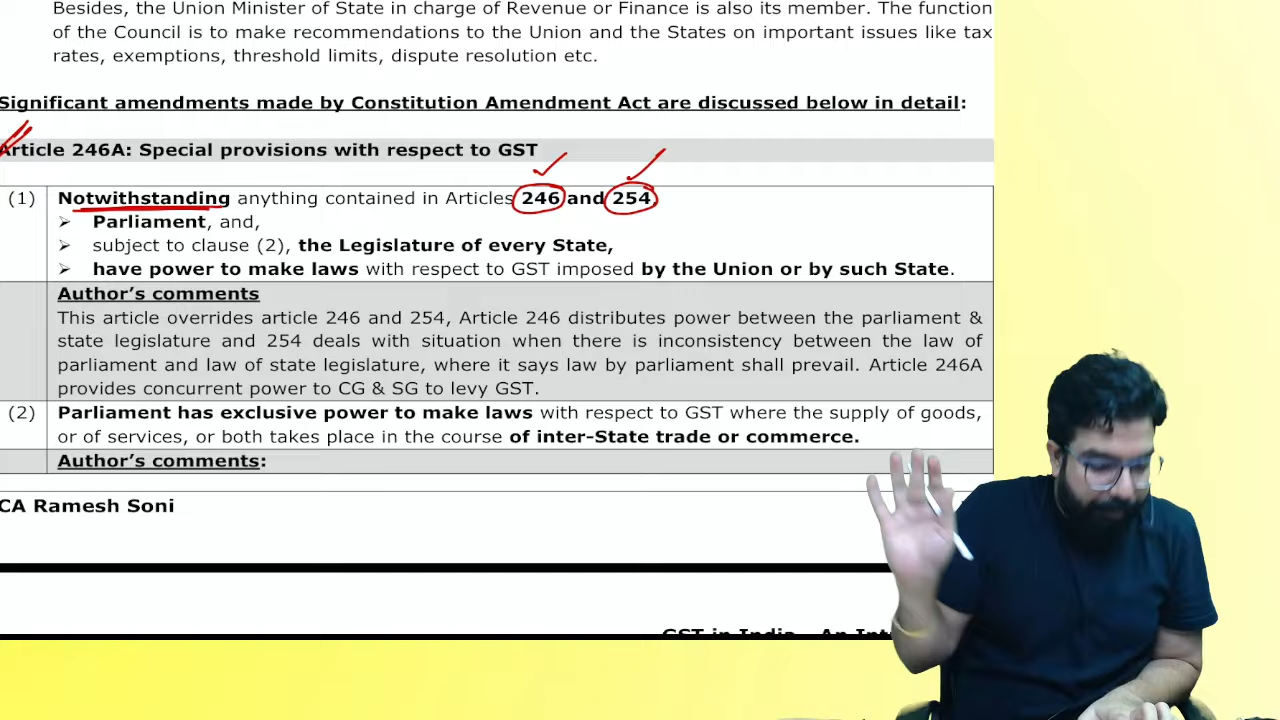 Besides, the Union Minister of State in charge of Revenue or Finance is also its member. The function
of the Council is to make recommendations to the Union and the States on important issues like tax
rates, exemptions, threshold limits, dispute resolution etc.
Significant amendments made by Constitution Amendment Act are discussed below in detail:
Article 246A: Special provisions with respect to GST
(1) Notwithstanding anything contained in Articles 246 and 254,
➢ Parliament, and,
➢ subject to clause (2), the Legislature of every State,
➢ have power to make laws with respect to GST imposed by the Union or by such State.
Author's comments
This article overrides article 246 and 254, Article 246 distributes power between the parliament &
state legislature and 254 deals with situation when there is inconsistency between the law of
parliament and law of state legislature, where it says law by parliament shall prevail. Article 246A
provides concurrent power to CG & SG to levy GST.
(2) Parliament has exclusive power to make laws with respect to GST where the supply of goods,
or of services, or both takes place in the course of inter-State trade or commerce.
Author's comments:
CA Ramesh Soni
GST in India - An